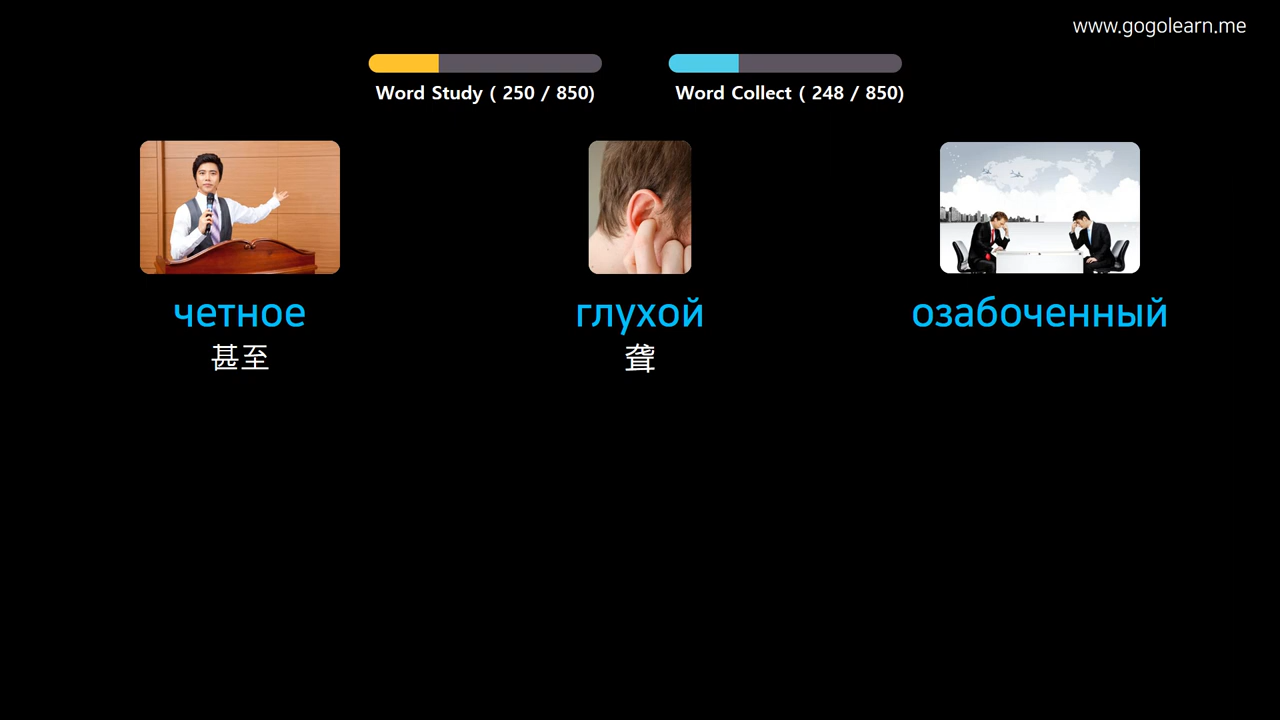 www.gogolearn.me
Word Study ( 250 / 850)
Word Collect ( 248 / 850)
четное
глухой
озабоченный
甚至
聋